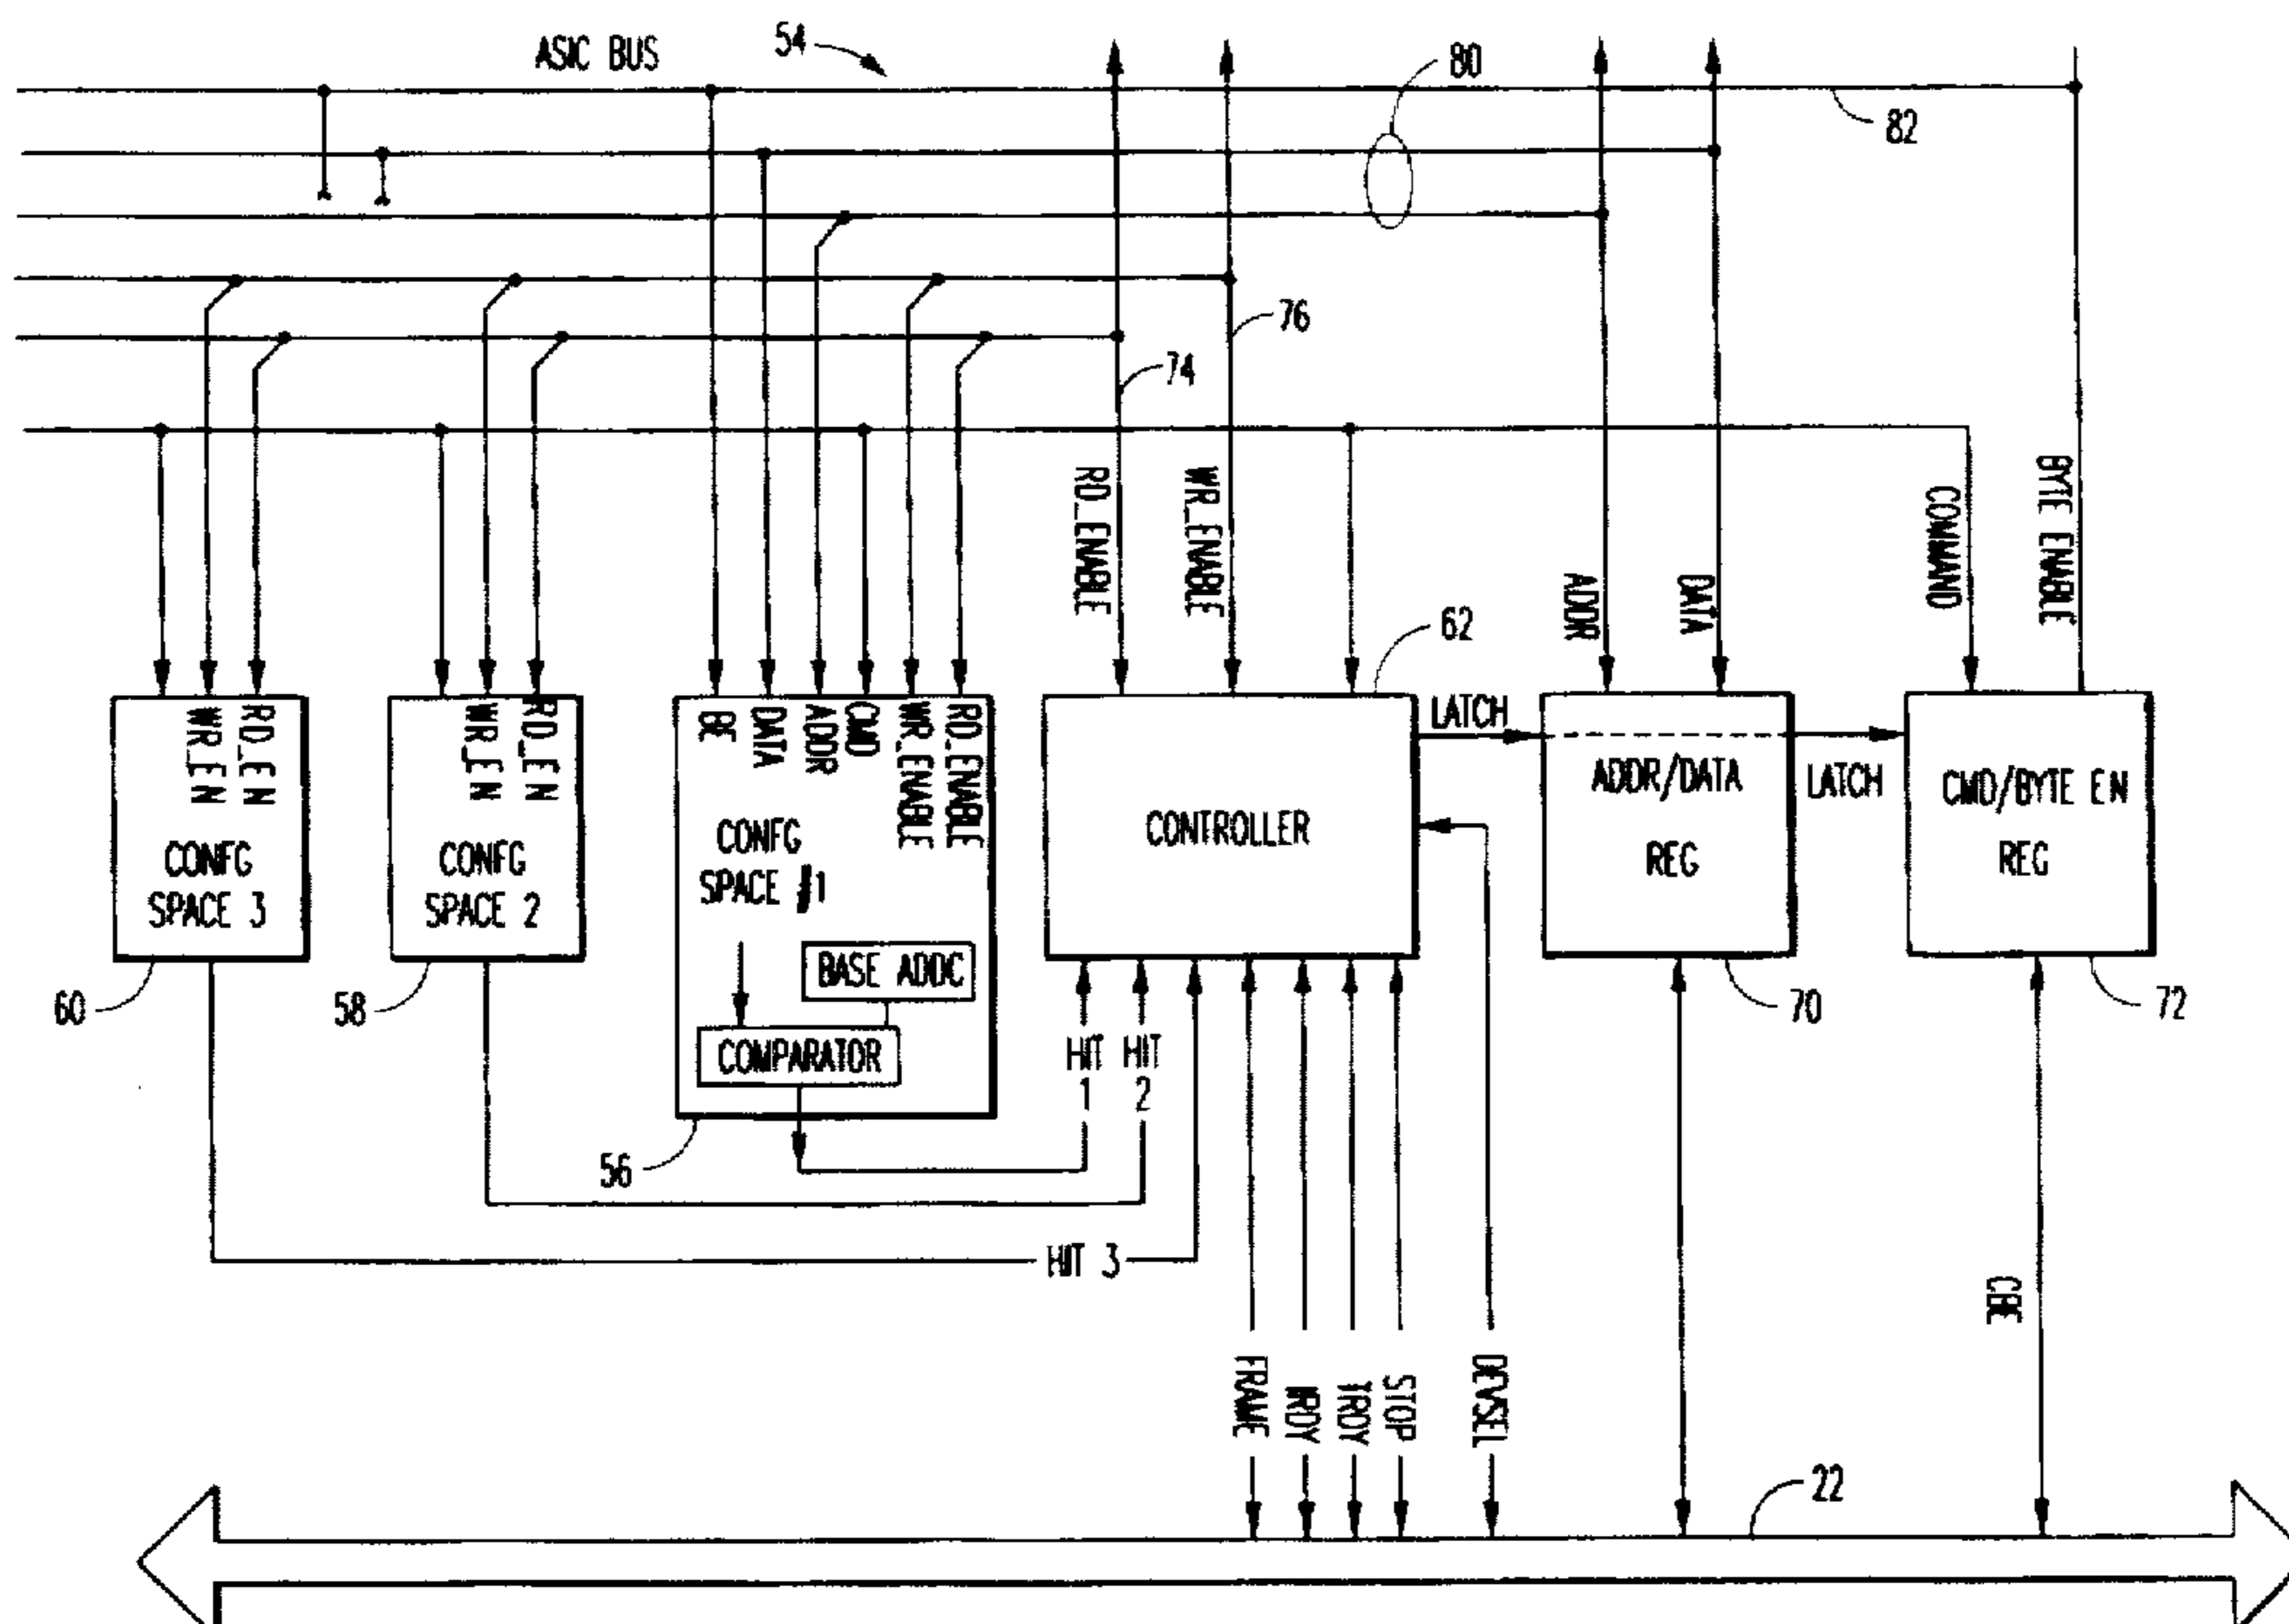 ASIC BUS
54
80
82
76
74
RD_ENABLE
WR_ENABLE
ADDR
DATA
COMMAND
BYTE ENABLE
62
WR_EN
RD_EN
CONFG
SPACE 3
60
WR_EN
RD_EN
CONFG
SPACE 2
58
BE
DATA
ADDR
CMD
WR_ENABLE
RD_ENABLE
CONFG
SPACE #1
BASE ADDC
COMPARATOR
56
CONTROLLER
LATCH
ADDR/DATA
REG
70
LATCH
CMD/BYTE EN
REG
72
HIT
1
HIT
2
HIT 3
FRAME
IRDY
TRDY
STOP
DEVSEL
CBE
22